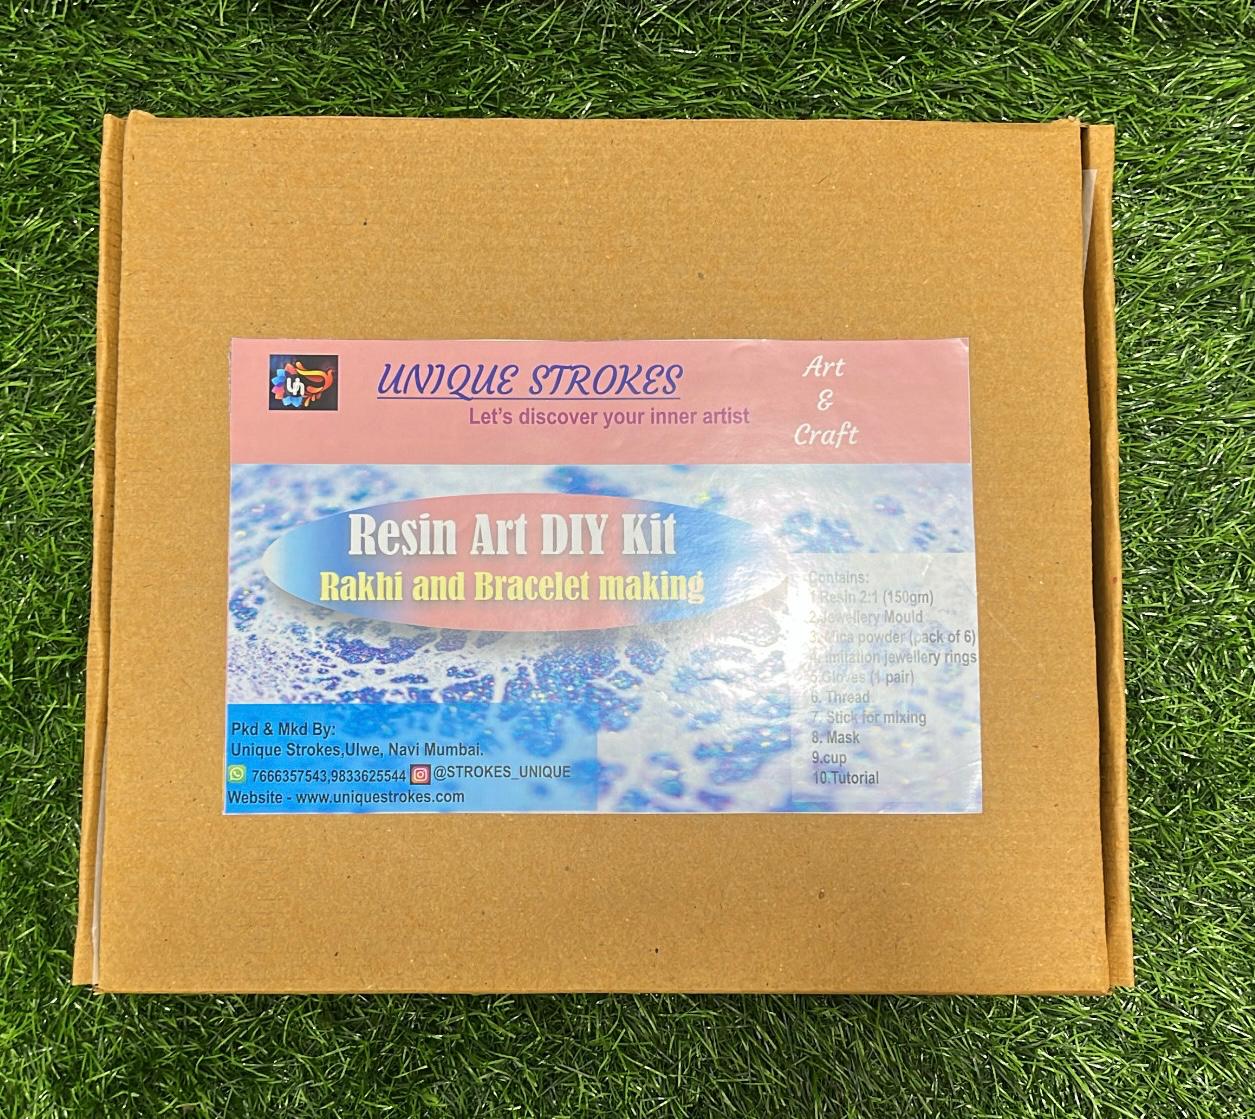 UNIQUE STROKES
Let's discover your inner artist
Art
&
Craft
Resin Art DIY Kit
Rakhi and Bracelet making
Contains:
1.Resin 2:1 (150gm)
2.Jewellery Mould
3. Mica powder (pack of 6)
4. Imitation jewellery rings
5.Gloves (1 pair)
6. Thread
7. Stick for mIxing
8. Mask
9.cup
10.Tutorial
Pkd & Mkd By:
Unique Strokes,Ulwe, Navi Mumbai.
7666357543,9833625544 @STROKES_UNIQUE
Website - www.uniquestrokes.com